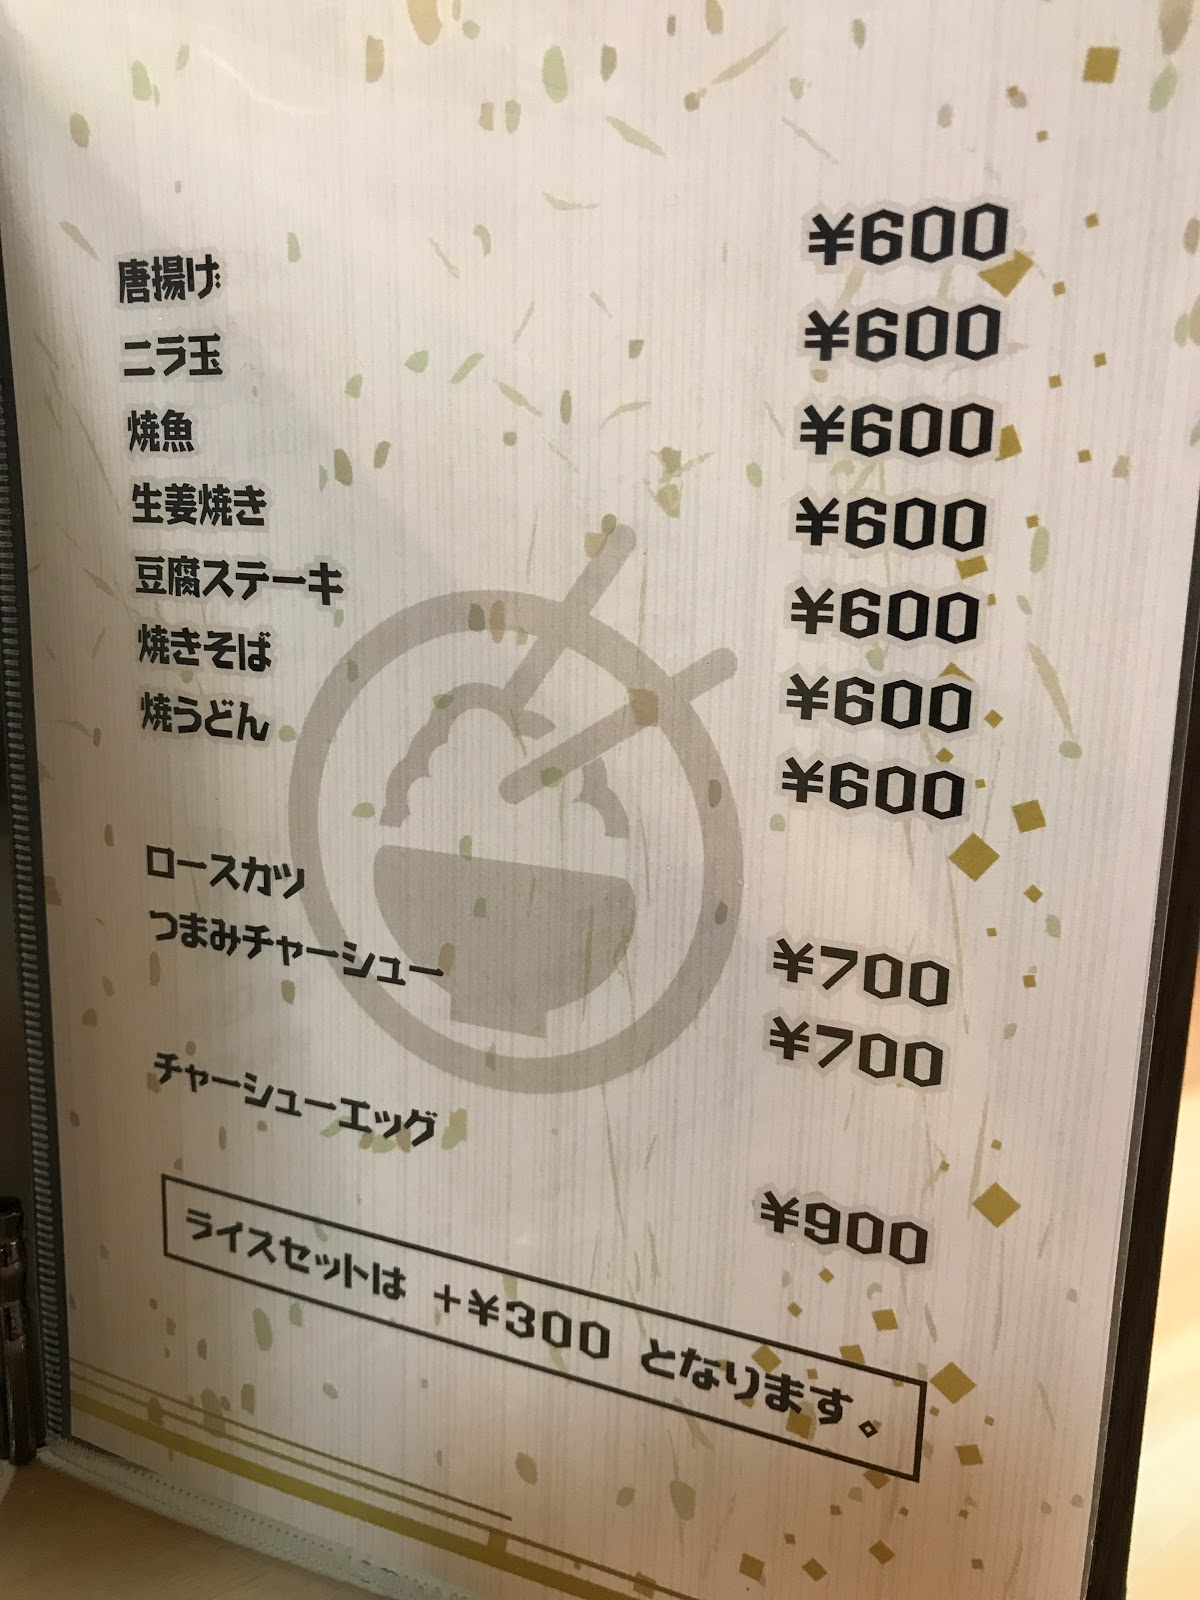 唐揚げ ¥600
ニラ玉 ¥600
焼魚 ¥600
生姜焼き ¥600
豆腐ステーキ ¥600
焼きそば ¥600
焼うどん ¥600
ロースカツ ¥700
つまみチャーシュー ¥700
チャーシューエッグ ¥900
ライスセットは +¥300 となります。